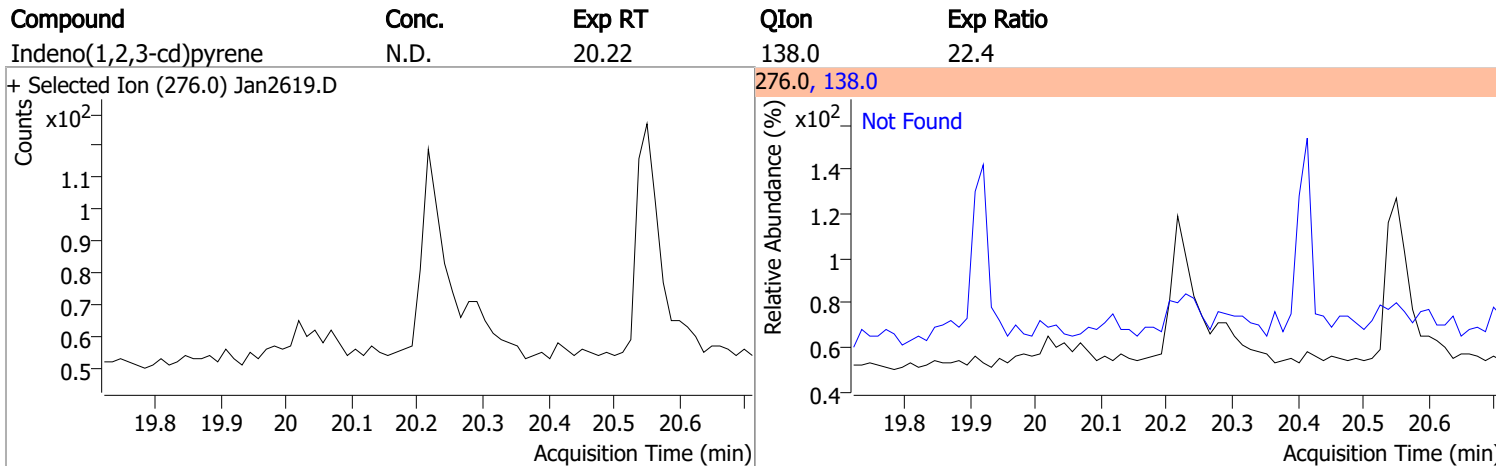 Compound Conc. Exp RT QIon Exp Ratio
Indeno(1,2,3-cd)pyrene N.D. 20.22 138.0 22.4
+ Selected Ion (276.0) Jan2619.D
Counts
x10²
1.1
1
0.9
0.8
0.7
0.6
0.5
19.8 19.9 20 20.1 20.2 20.3 20.4 20.5 20.6
Acquisition Time (min)
276.0, 138.0
Relative Abundance (%)
x10²
Not Found
1.4
1.2
1
0.8
0.6
0.4
19.8 19.9 20 20.1 20.2 20.3 20.4 20.5 20.6
Acquisition Time (min)